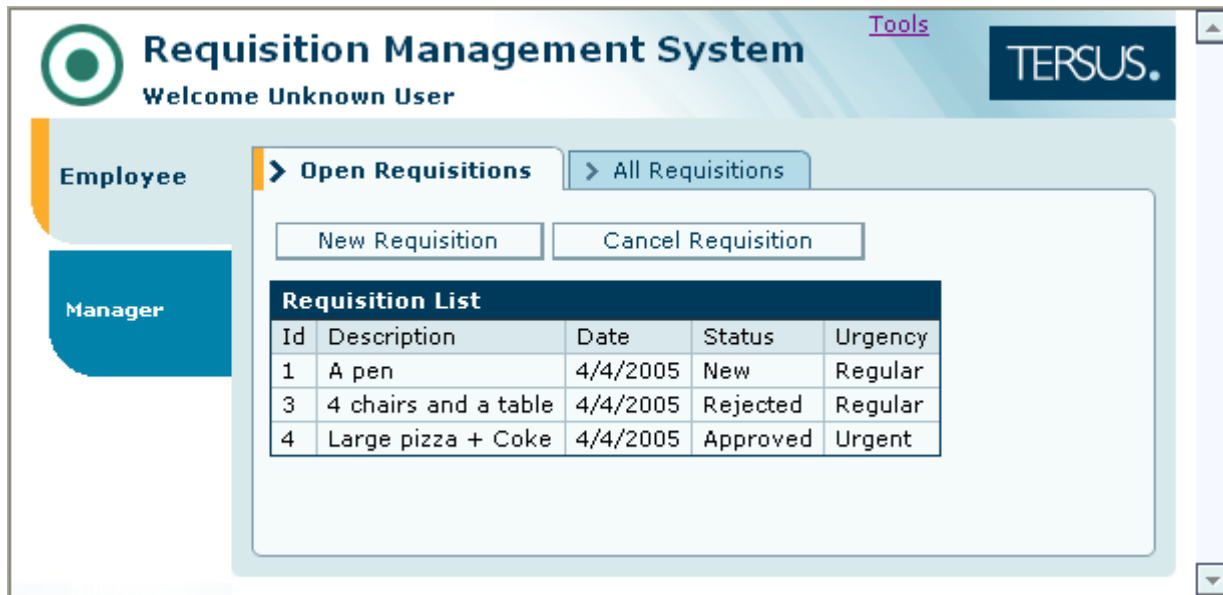 Requisition Management System
Tools
TERSUS.
Welcome Unknown User
Employee
Manager
Open Requisitions
All Requisitions
New Requisition
Cancel Requisition
Requisition List
Id Description Date Status Urgency
1 A pen 4/4/2005 New Regular
3 4 chairs and a table 4/4/2005 Rejected Regular
4 Large pizza + Coke 4/4/2005 Approved Urgent